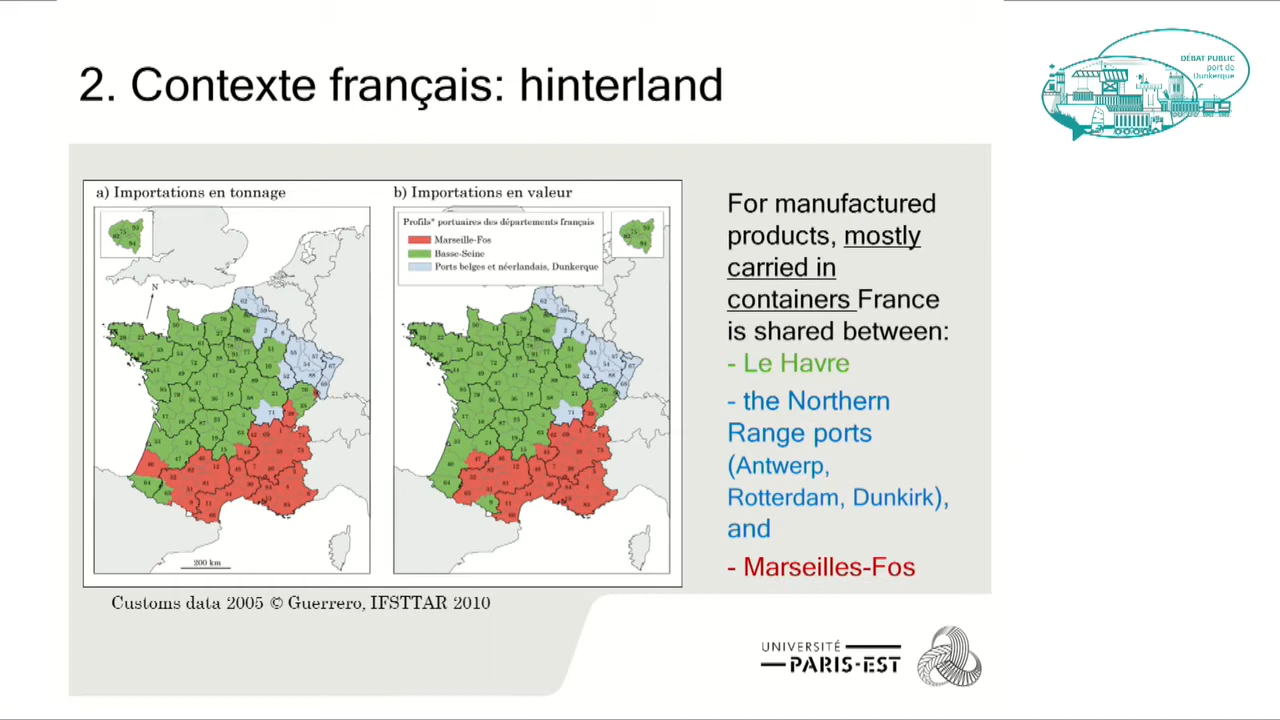 2. Contexte français: hinterland
DÉBAT PUBLIC
port de
Dunkerque
a) Importations en tonnage
b) Importations en valeur
Profils* portuaires des départements français
Marseille-Fos
Basse-Seine
Ports belges et néerlandais, Dunkerque
N
200 km
Customs data 2005 © Guerrero, IFSTTAR 2010
For manufactured
products, mostly
carried in
containers France
is shared between:
- Le Havre
- the Northern
Range ports
(Antwerp,
Rotterdam, Dunkirk),
and
- Marseilles-Fos
UNIVERSITÉ
PARIS-EST